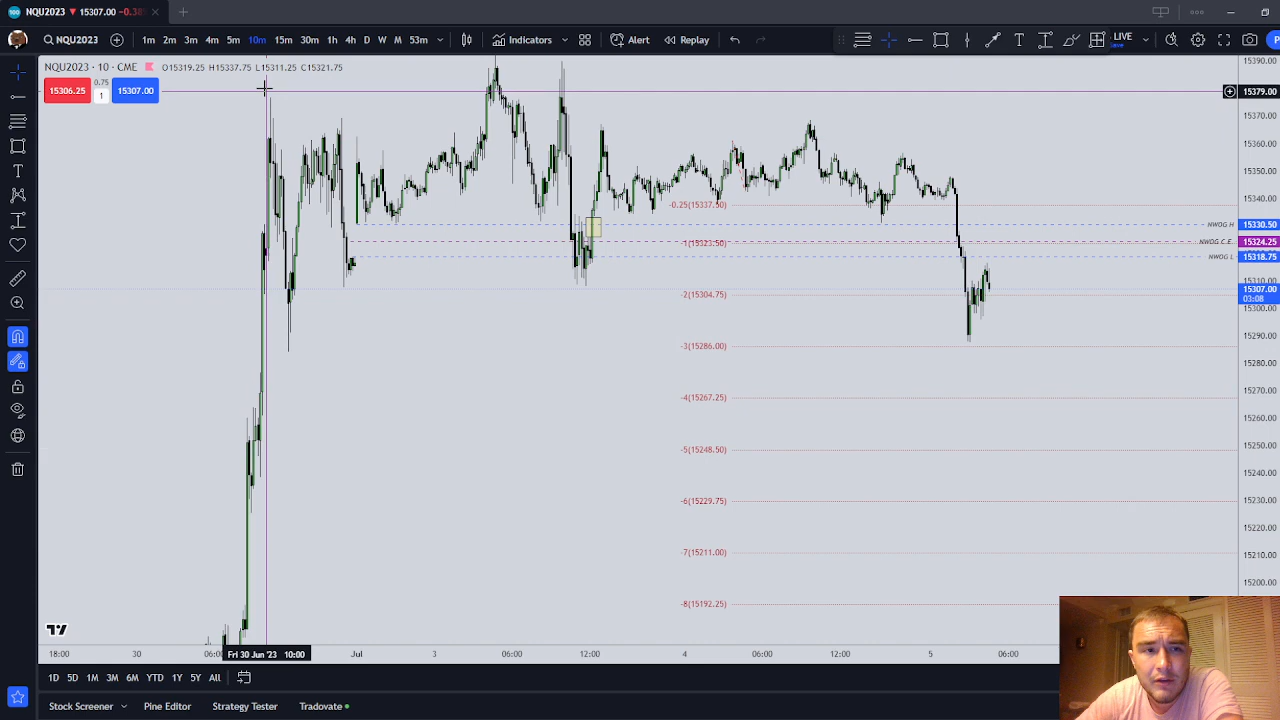 NQU2023 ▼ 15307.00 -0.38
NQU2023 1m 2m 3m 4m 5m 10m 15m 30m 1h 4h D W M 53m Indicators Alert Replay LIVE Save
NQU2023 · 10 · CME O15319.25 H15337.75 L15311.25 C15321.75
15306.25 0.75 1 15307.00
15390.00
15379.00
15370.00
15360.00
15350.00
15340.00
-0.25(15337.50)
NWOG H 15330.50
-1(15323.50) NWOG C.E. 15324.25
NWOG L 15318.75
15310.00
15307.00
03:08
-2(15304.75)
15300.00
15290.00
-3(15286.00)
15280.00
15270.00
-4(15267.25)
15260.00
15250.00
-5(15248.50)
15240.00
15230.00
-6(15229.75)
15220.00
15210.00
-7(15211.00)
15200.00
-8(15192.25)
18:00 30 06:0 Fri 30 Jun '23 10:00 Jul 3 06:00 12:00 4 06:00 12:00 5 06:00
1D 5D 1M 3M 6M YTD 1Y 5Y All
Stock Screener Pine Editor Strategy Tester Tradovate